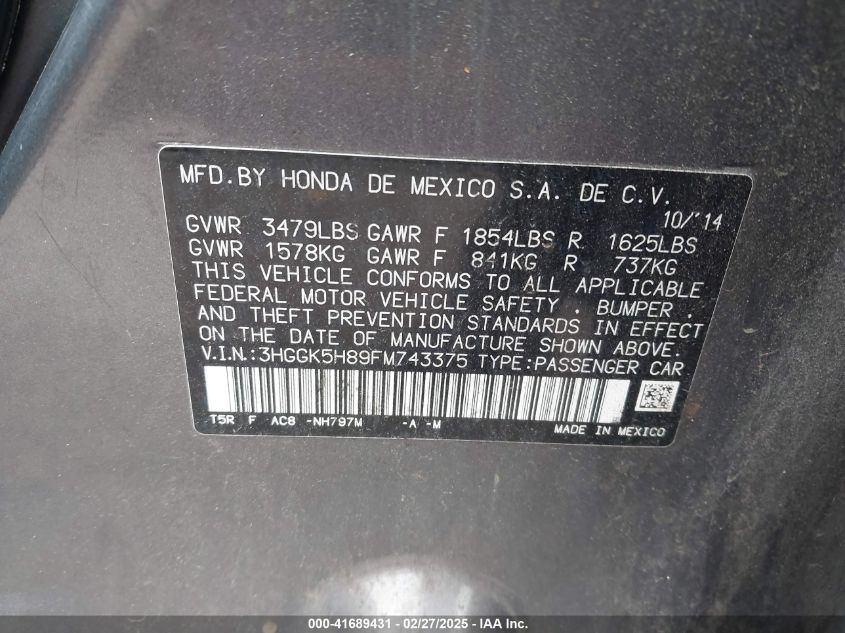 MFD.BY HONDA DE MEXICO S.A. DE C.V.
10/'14
GVWR 3479LBS GAWR F 1854LBS R 1625LBS
GVWR 1578KG GAWR F 841KG R 737KG
THIS VEHICLE CONFORMS TO ALL APPLICABLE
FEDERAL MOTOR VEHICLE SAFETY , BUMPER ,
AND THEFT PREVENTION STANDARDS IN EFFECT
ON THE DATE OF MANUFACTURE SHOWN ABOVE.
V.I.N.:3HGGK5H89FM743375 TYPE:PASSENGER CAR
T5R F AC8 -NH797M -A -M
MADE IN MEXICO
000-41689431 - 02/27/2025 - IAA Inc.